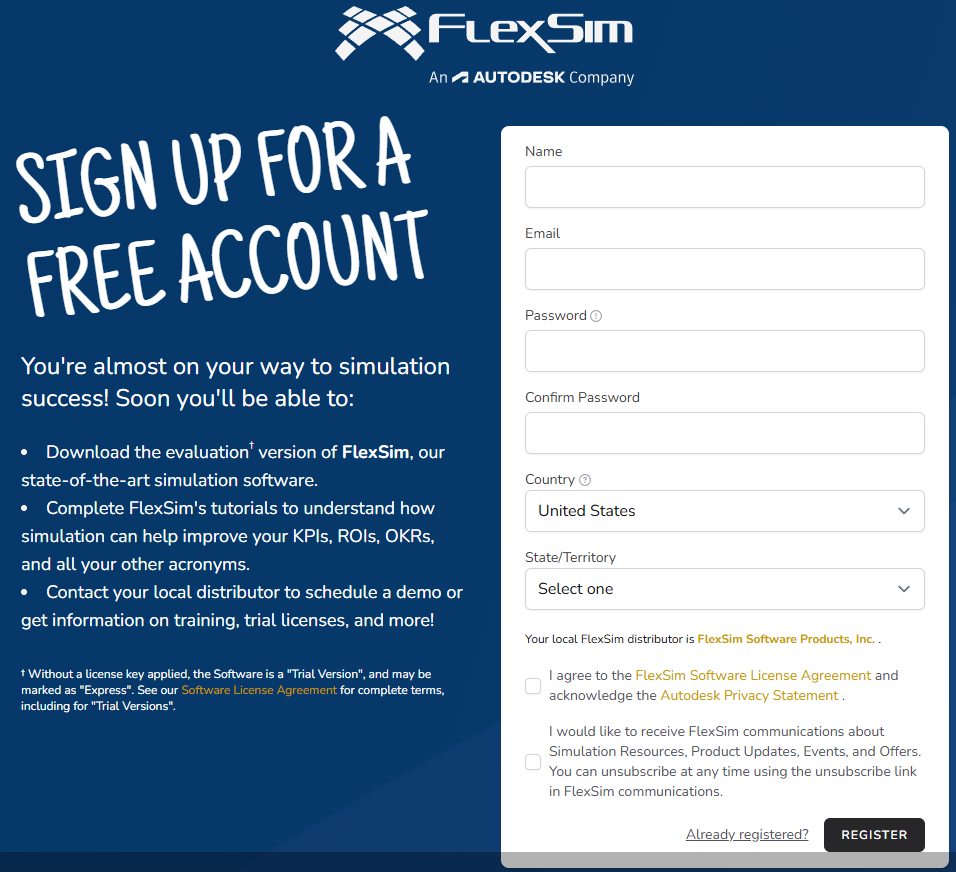 FLEXSIM
An AUTODESK Company
SIGN UP FOR A
FREE ACCOUNT
You're almost on your way to simulation
success! Soon you'll be able to:
• Download the evaluation† version of FlexSim, our
state-of-the-art simulation software.
• Complete FlexSim's tutorials to understand how
simulation can help improve your KPIs, ROIs, OKRs,
and all your other acronyms.
• Contact your local distributor to schedule a demo or
get information on training, trial licenses, and more!
† Without a license key applied, the Software is a "Trial Version", and may be
marked as "Express". See our Software License Agreement for complete terms,
including for "Trial Versions".
Name
Email
Password
Confirm Password
Country
United States
State/Territory
Select one
Your local FlexSim distributor is FlexSim Software Products, Inc. .
I agree to the FlexSim Software License Agreement and
acknowledge the Autodesk Privacy Statement .
I would like to receive FlexSim communications about
Simulation Resources, Product Updates, Events, and Offers.
You can unsubscribe at any time using the unsubscribe link
in FlexSim communications.
Already registered?
REGISTER